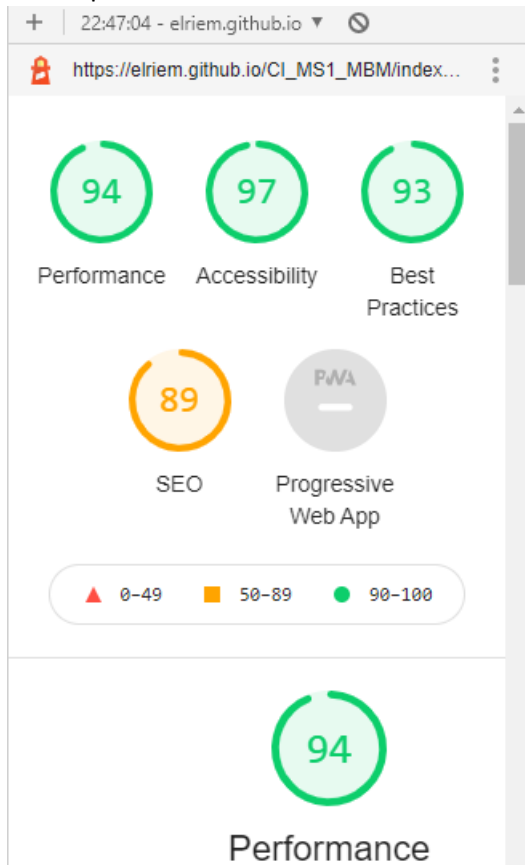 + 22:47:04 - elriem.github.io ▼
https://elriem.github.io/CI_MS1_MBM/index...
94 97 93
Performance Accessibility Best
Practices
89 PWA
SEO Progressive
Web App
0–49 50–89 90–100
94
Performance